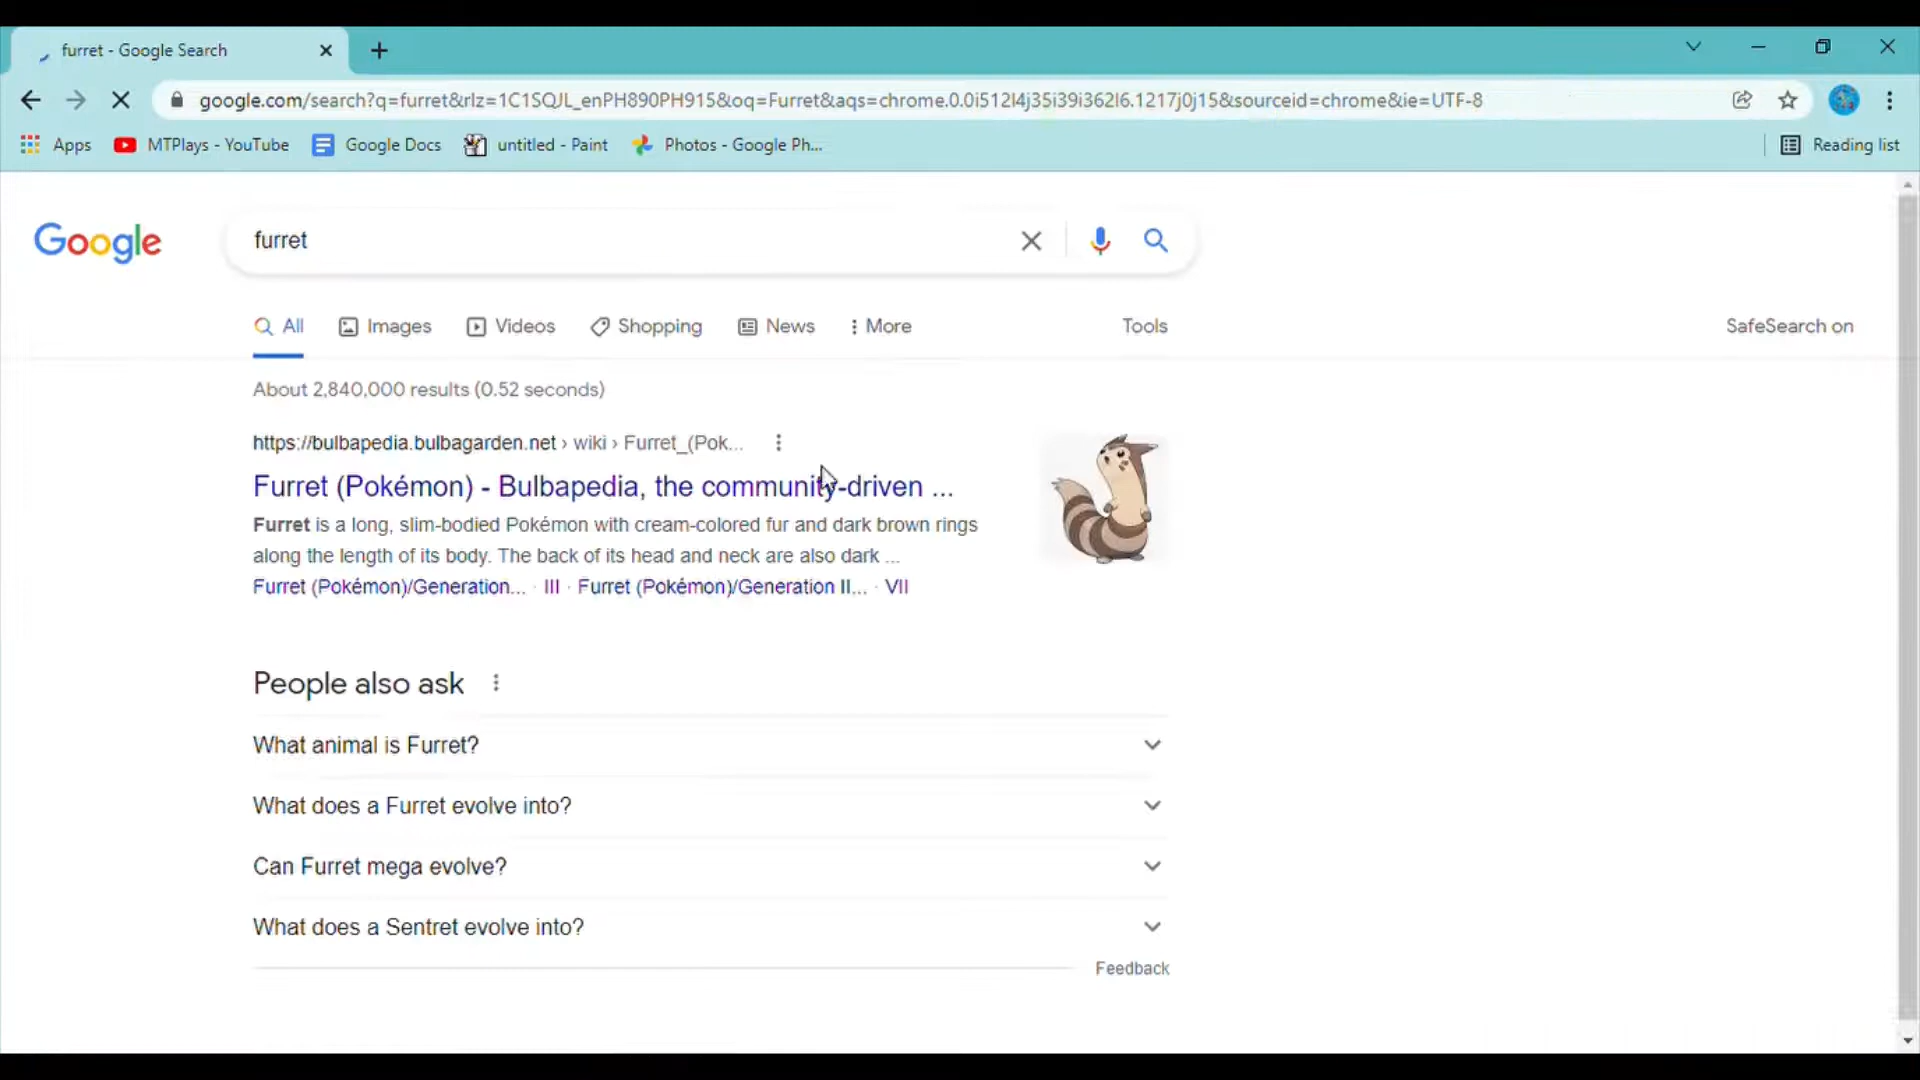 furret - Google Search
google.com/search?q=furret&rlz=1C1SQJL_enPH890PH915&oq=Furret&aqs=chrome.0.0i512l4j35i39i362l6.1217j0j15&sourceid=chrome&ie=UTF-8
Apps MTPlays - YouTube Google Docs untitled - Paint Photos - Google Ph... Reading list
Google furret
All Images Videos Shopping News More Tools SafeSearch on
About 2,840,000 results (0.52 seconds)
https://bulbapedia.bulbagarden.net › wiki › Furret_(Pok...
Furret (Pokémon) - Bulbapedia, the community-driven ...
Furret is a long, slim-bodied Pokémon with cream-colored fur and dark brown rings
along the length of its body. The back of its head and neck are also dark ...
Furret (Pokémon)/Generation... · III · Furret (Pokémon)/Generation II... · VII
People also ask
What animal is Furret?
What does a Furret evolve into?
Can Furret mega evolve?
What does a Sentret evolve into?
Feedback